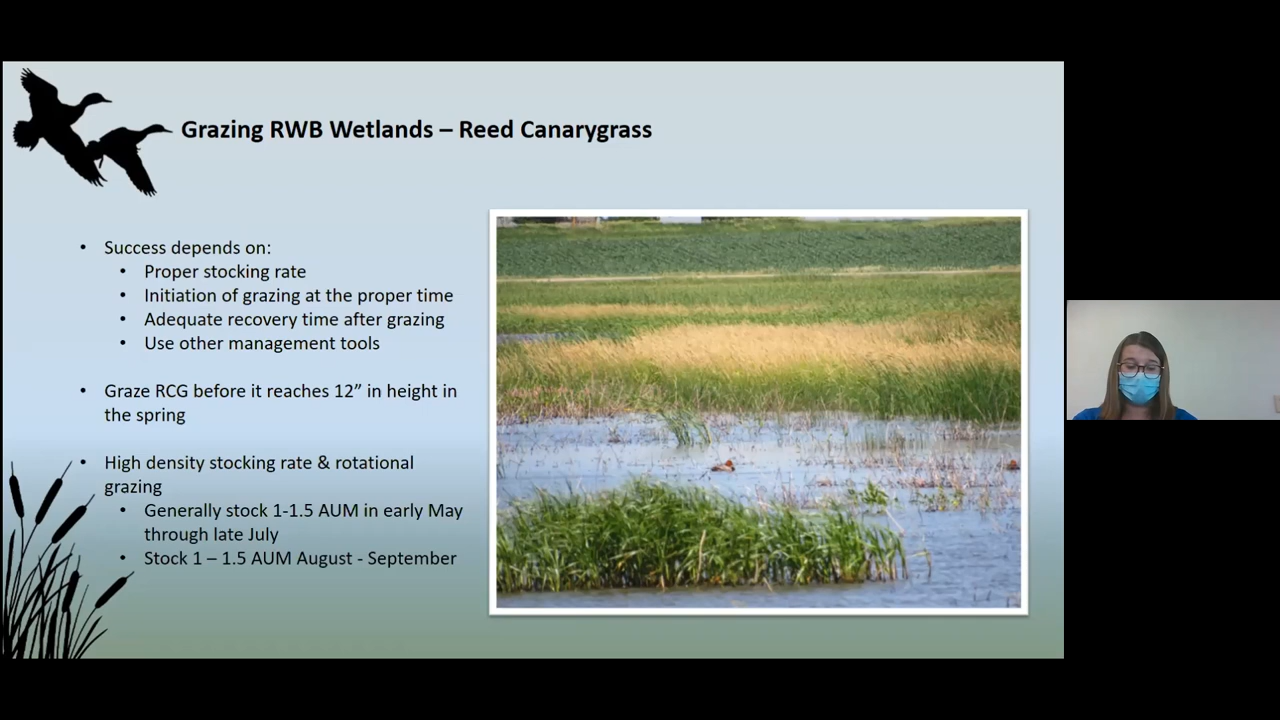 Grazing RWB Wetlands – Reed Canarygrass
• Success depends on:
• Proper stocking rate
• Initiation of grazing at the proper time
• Adequate recovery time after grazing
• Use other management tools
• Graze RCG before it reaches 12” in height in
the spring
• High density stocking rate & rotational
grazing
• Generally stock 1-1.5 AUM in early May
through late July
• Stock 1 – 1.5 AUM August - September